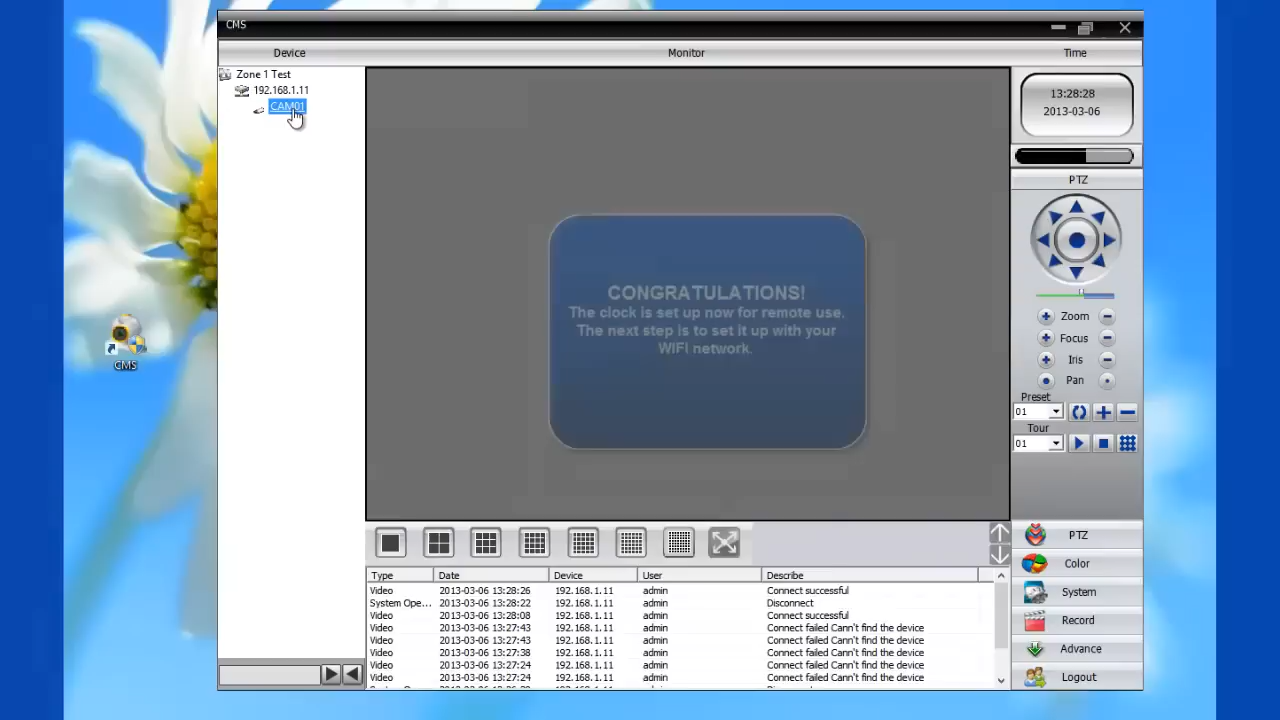 CMS
Device
Monitor
Time
Zone 1 Test
192.168.1.11
CAM01
13:28:28
2013-03-06
PTZ
CONGRATULATIONS!
The clock is set up now for remote use.
The next step is to set it up with your
WIFI network.
CMS
Zoom
Focus
Iris
Pan
Preset
01
Tour
01
PTZ
Color
System
Record
Advance
Logout
Type Date Device User Describe
Video 2013-03-06 13:28:26 192.168.1.11 admin Connect successful
System Ope... 2013-03-06 13:28:22 192.168.1.11 admin Disconnect
Video 2013-03-06 13:28:08 192.168.1.11 admin Connect successful
Video 2013-03-06 13:27:43 192.168.1.11 admin Connect failed Cann't find the device
Video 2013-03-06 13:27:43 192.168.1.11 admin Connect failed Cann't find the device
Video 2013-03-06 13:27:38 192.168.1.11 admin Connect failed Cann't find the device
Video 2013-03-06 13:27:24 192.168.1.11 admin Connect failed Cann't find the device
Video 2013-03-06 13:27:24 192.168.1.11 admin Connect failed Cann't find the device